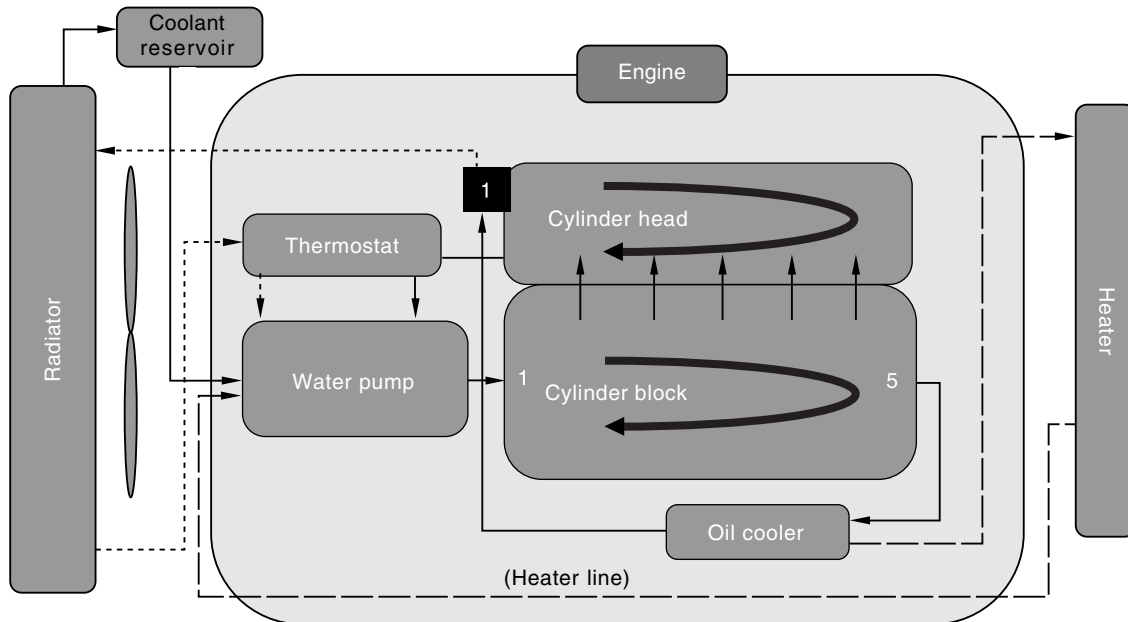 Coolant
reservoir
Engine
1
Cylinder head
Thermostat
Radiator
Heater
Water pump
1
Cylinder block
5
Oil cooler
(Heater line)